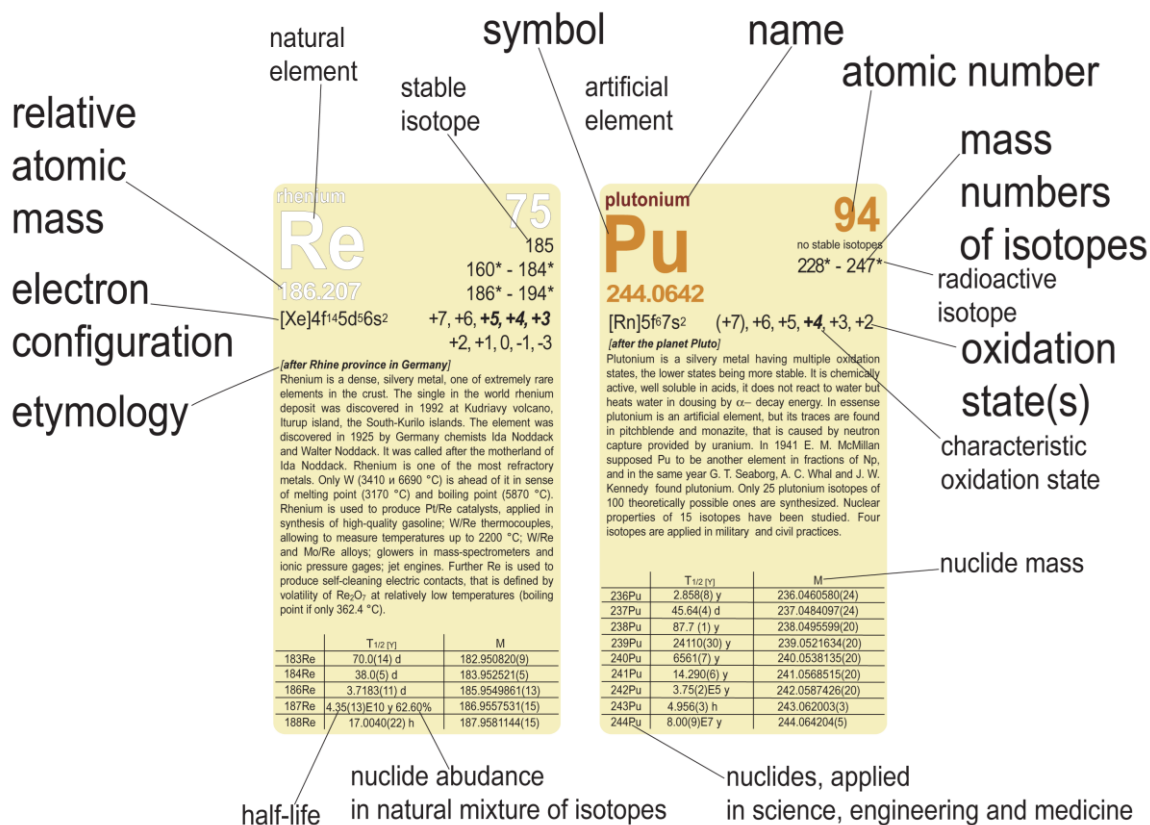 natural
element
symbol
name
stable
isotope
artificial
element
atomic number
relative
atomic
mass
mass
numbers
of isotopes
radioactive
isotope
electron
configuration
etymology
oxidation
state(s)
characteristic
oxidation state
nuclide mass
rhenium
75
Re
185
160* - 184*
186* - 194*
186.207
[Xe]4f145d56s2
+7, +6, +5, +4, +3
+2, +1, 0, -1, -3
[after Rhine province in Germany]
Rhenium is a dense, silvery metal, one of extremely rare
elements in the crust. The single in the world rhenium
deposit was discovered in 1992 at Kudriavy volcano,
Iturup island, the South-Kurilo islands. The element was
discovered in 1925 by Germany chemists Ida Noddack
and Walter Noddack. It was called after the motherland of
Ida Noddack. Rhenium is one of the most refractory
metals. Only W (3410 и 6690 °C) is ahead of it in sense
of melting point (3170 °C) and boiling point (5870 °C).
Rhenium is used to produce Pt/Re catalysts, applied in
synthesis of high-quality gasoline; W/Re thermocouples,
allowing to measure temperatures up to 2200 °C; W/Re
and Mo/Re alloys; glowers in mass-spectrometers and
ionic pressure gages; jet engines. Further Re is used to
produce self-cleaning electric contacts, that is defined by
volatility of Re2O7 at relatively low temperatures (boiling
point if only 362.4 °C).
T1/2 [Y] M
183Re 70.0(14) d 182.950820(9)
184Re 38.0(5) d 183.952521(5)
186Re 3.7183(11) d 185.9549861(13)
187Re 4.35(13)E10 y 62.60% 186.9557531(15)
188Re 17.0040(22) h 187.9581144(15)
plutonium
94
Pu
no stable isotopes
228* - 247*
244.0642
[Rn]5f67s2
(+7), +6, +5, +4, +3, +2
[after the planet Pluto]
Plutonium is a silvery metal having multiple oxidation
states, the lower states being more stable. It is chemically
active, well soluble in acids, it does not react to water but
heats water in dousing by α– decay energy. In essense
plutonium is an artificial element, but its traces are found
in pitchblende and monazite, that is caused by neutron
capture provided by uranium. In 1941 E. M. McMillan
supposed Pu to be another element in fractions of Np,
and in the same year G. T. Seaborg, A. C. Whal and J. W.
Kennedy found plutonium. Only 25 plutonium isotopes of
100 theoretically possible ones are synthesized. Nuclear
properties of 15 isotopes have been studied. Four
isotopes are applied in military and civil practices.
T1/2 [Y] M
236Pu 2.858(8) y 236.0460580(24)
237Pu 45.64(4) d 237.0484097(24)
238Pu 87.7 (1) y 238.0495599(20)
239Pu 24110(30) y 239.0521634(20)
240Pu 6561(7) y 240.0538135(20)
241Pu 14.290(6) y 241.0568515(20)
242Pu 3.75(2)E5 y 242.0587426(20)
243Pu 4.956(3) h 243.062003(3)
244Pu 8.00(9)E7 y 244.064204(5)
half-life
nuclide abudance
in natural mixture of isotopes
nuclides, applied
in science, engineering and medicine